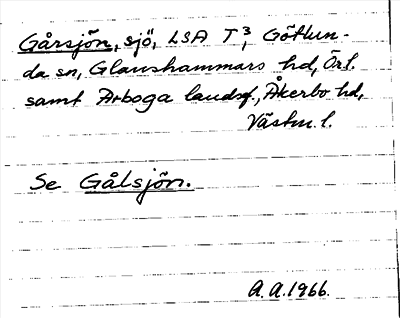 Gårsjön, sjö, LSA T³, Götlun-
da sn, Glanshammars hd, Örl.
samt Arboga landsf., Åkerbo hd,
Västm. l.
Se Gålsjön.
A.A. 1966.